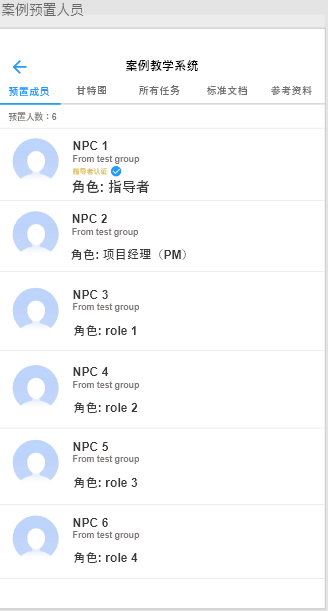 案例预置人员
案例教学系统
预置成员 甘特图 所有任务 标准文档 参考资料
预置人数：6
NPC 1
From test group
指导者认证
角色: 指导者
NPC 2
From test group
角色: 项目经理（PM）
NPC 3
From test group
角色: role 1
NPC 4
From test group
角色: role 2
NPC 5
From test group
角色: role 3
NPC 6
From test group
角色: role 4